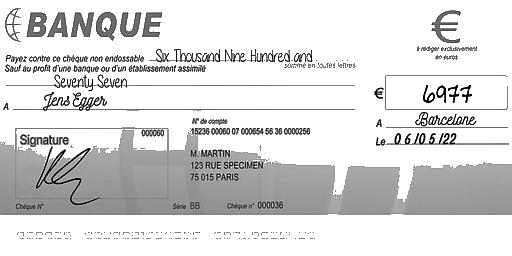 BANQUE
€
à rédiger exclusivement
en euros
Payez contre ce chèque non endossable Six Thousand Nine Hundred and
somme en toutes lettres
Sauf au profit d'une banque ou d'un établissement assimilé
Seventy Seven
€ 6977
A Jens Egger
A Barcelone
Le 06/05/22
Signature
000060
N° de compte
15236 00060 07 000654 56 36 0000256
M. MARTIN
123 RUE SPECIMEN
75 015 PARIS
Chèque N°
Série BB
Chèque n° 000036